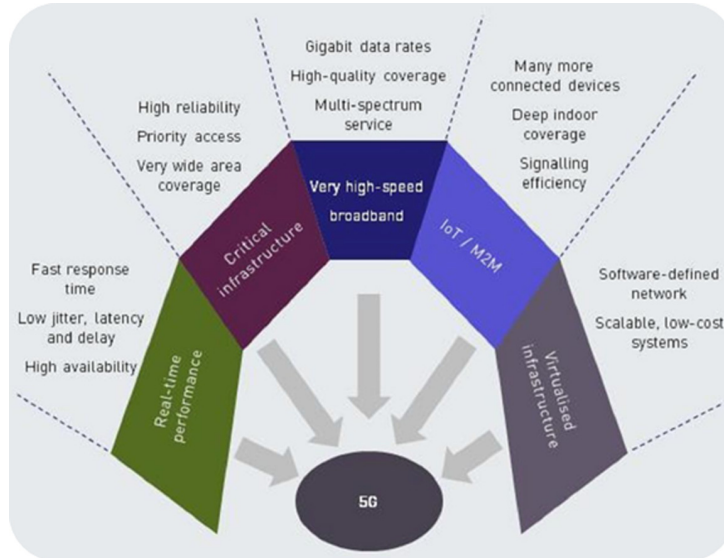 Gigabit data rates
High-quality coverage
Multi-spectrum
service
Many more
connected devices
Deep indoor
coverage
Signalling
efficiency
High reliability
Priority access
Very wide area
coverage
Very high-speed
broadband
Critical
infrastructure
IoT / M2M
Fast response
time
Low jitter, latency
and delay
High availability
Software-defined
network
Scalable, low-cost
systems
Real-time
performance
Virtualised
infrastructure
5G